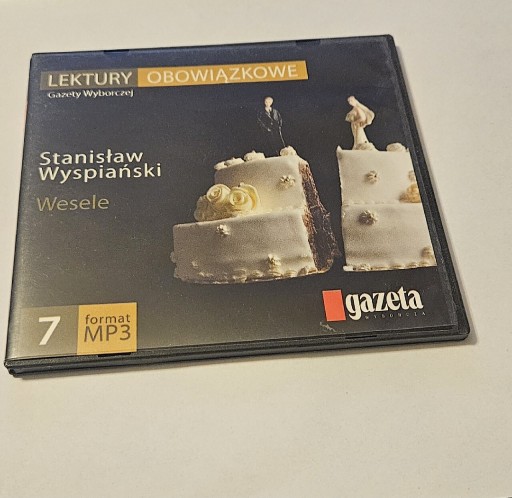 LEKTURY OBOWIĄZKOWE
Gazety Wyborczej
Stanisław
Wyspiański
Wesele
7 format
MP3
gazeta
WYBORCZA